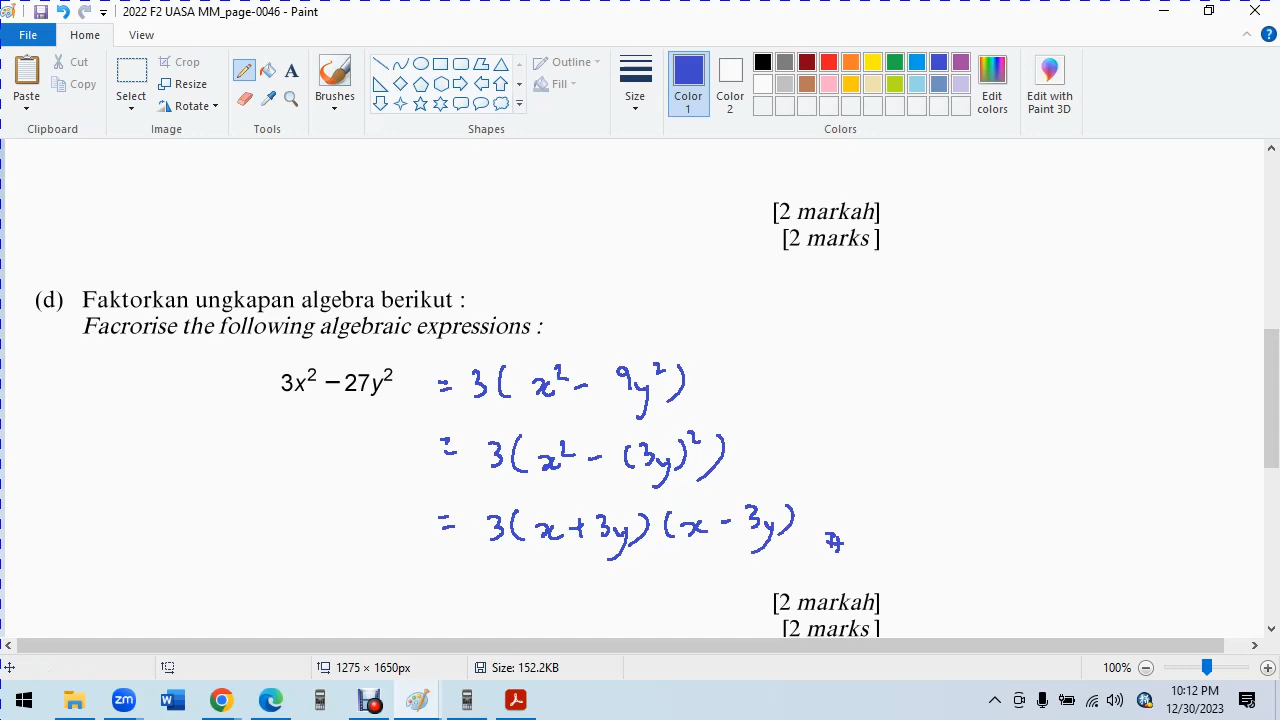 2022 F2 UASA MM_page-0046 - Paint
File Home View
Paste
Cut
Copy
Clipboard
Select
Crop
Resize
Rotate
Image
Tools
Brushes
Shapes
Outline
Fill
Size
Color 1
Color 2
Colors
Edit colors
Edit with Paint 3D
[2 markah]
[2 marks ]
(d) Faktorkan ungkapan algebra berikut :
Facrorise the following algebraic expressions :
3x² − 27y² = 3( x² − 9y² )
= 3( x² − (3y)² )
= 3(x+3y)(x − 3y)
[2 markah]
[2 marks ]
1275 × 1650px Size: 152.2KB 100%
zm W
10:12 PM
12/30/2023